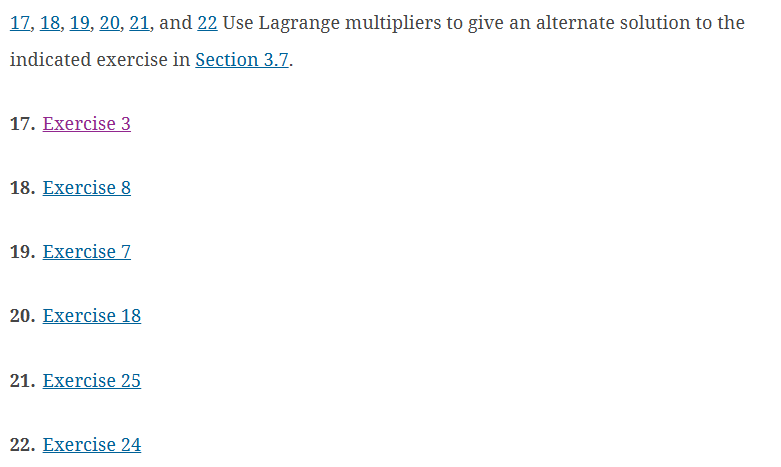 17, 18, 19, 20, 21, and 22 Use Lagrange multipliers to give an alternate solution to the
indicated exercise in Section 3.7.
17. Exercise 3
18. Exercise 8
19. Exercise 7
20. Exercise 18
21. Exercise 25
22. Exercise 24